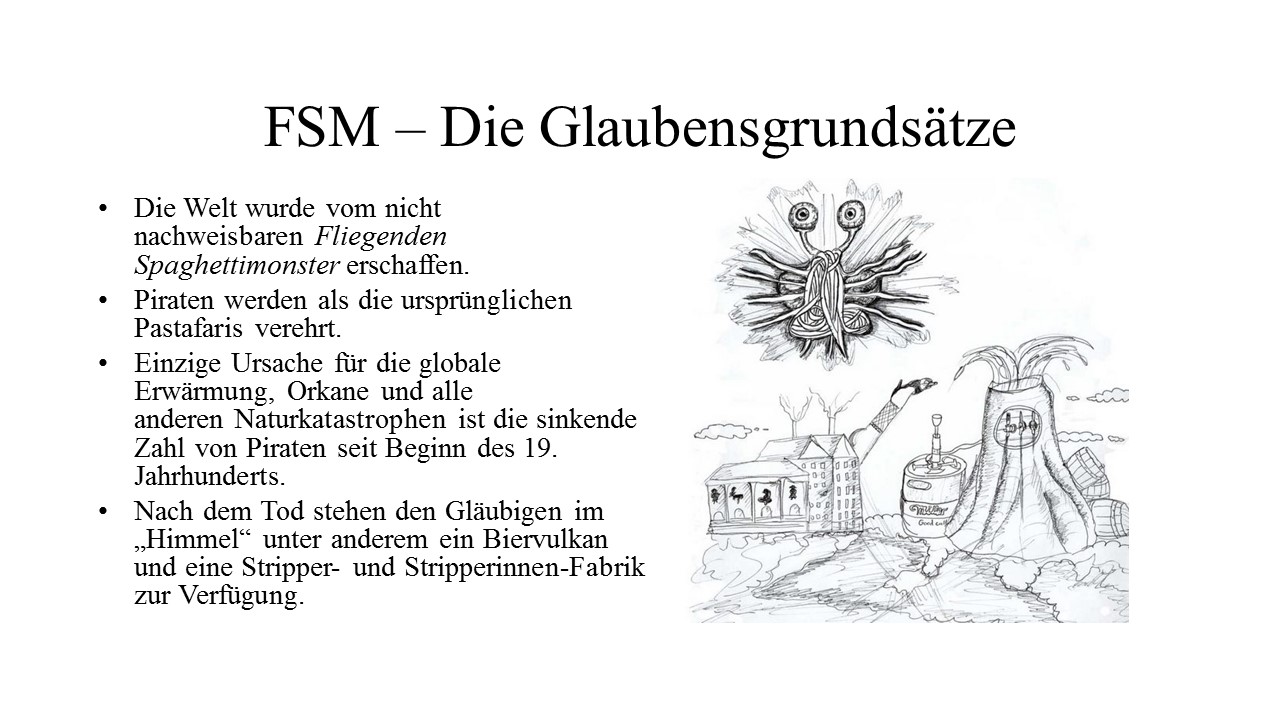 FSM – Die Glaubensgrundsätze
• Die Welt wurde vom nicht
nachweisbaren Fliegenden
Spaghettimonster erschaffen.
• Piraten werden als die ursprünglichen
Pastafaris verehrt.
• Einzige Ursache für die globale
Erwärmung, Orkane und alle
anderen Naturkatastrophen ist die sinkende
Zahl von Piraten seit Beginn des 19.
Jahrhunderts.
• Nach dem Tod stehen den Gläubigen im
„Himmel“ unter anderem ein Biervulkan
und eine Stripper- und Stripperinnen-Fabrik
zur Verfügung.